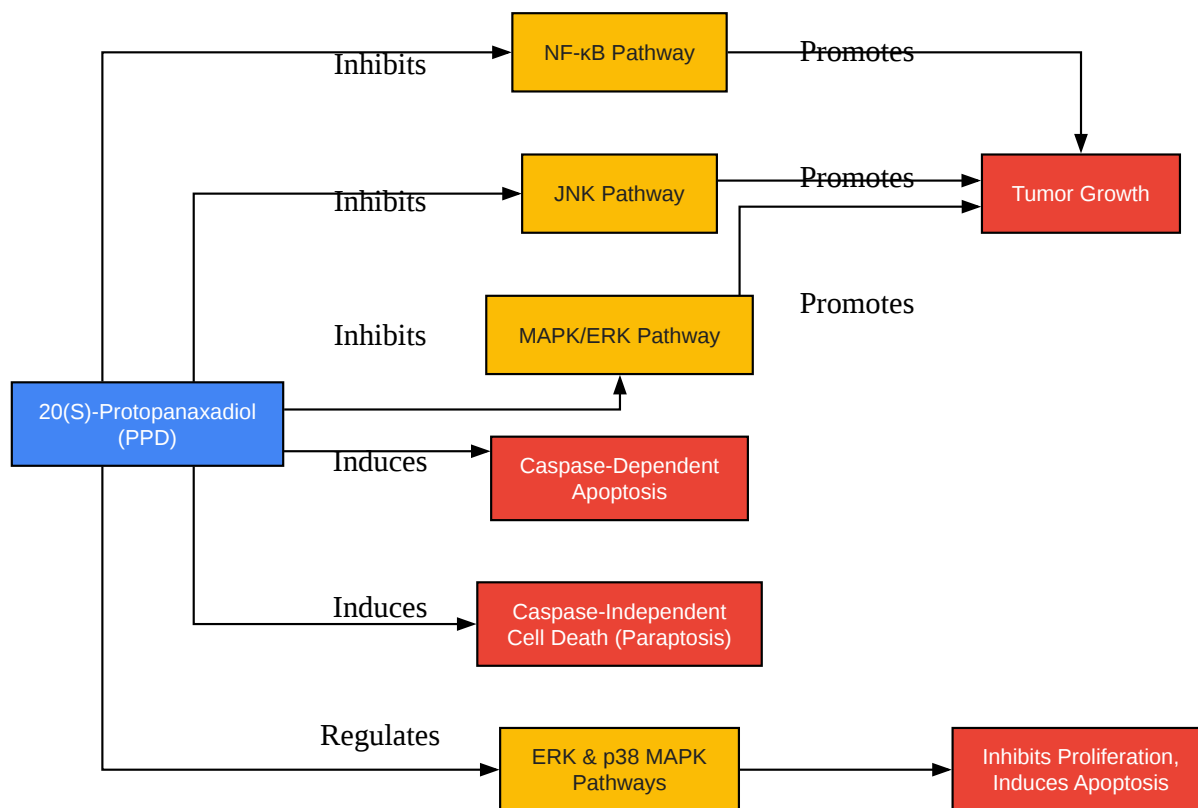 NF-κB Pathway
Inhibits
Promotes
JNK Pathway
Inhibits
Promotes
Tumor Growth
MAPK/ERK Pathway
Inhibits
Promotes
20(S)-Protopanaxadiol
(PPD)
Induces
Caspase-Dependent
Apoptosis
Induces
Caspase-Independent
Cell Death (Paraptosis)
Regulates
ERK & p38 MAPK
Pathways
Inhibits Proliferation,
Induces Apoptosis